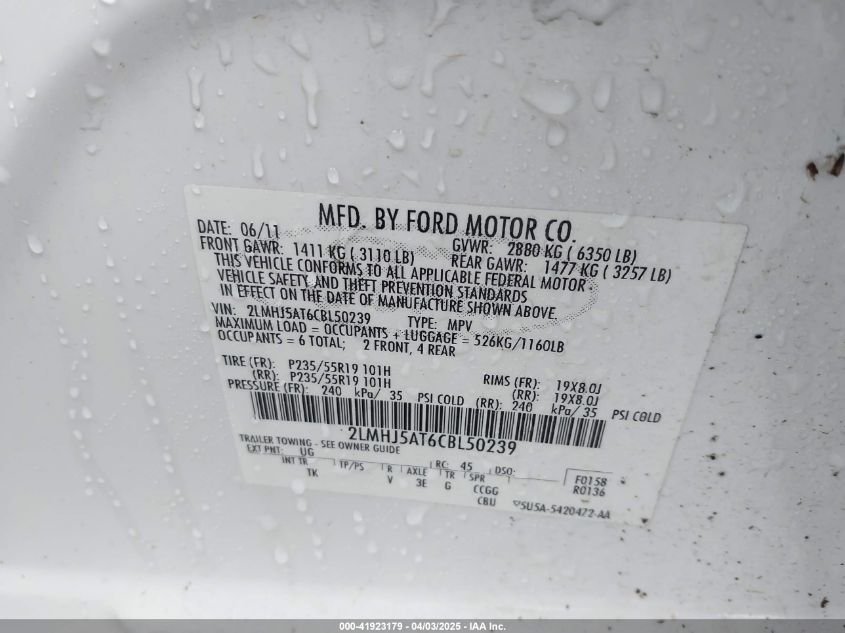 MFD. BY FORD MOTOR CO.
DATE: 06/11 GVWR: 2880 KG ( 6350 LB)
FRONT GAWR: 1411 KG ( 3110 LB) REAR GAWR: 1477 KG ( 3257 LB)
THIS VEHICLE CONFORMS TO ALL APPLICABLE FEDERAL MOTOR
VEHICLE SAFETY AND THEFT PREVENTION STANDARDS
IN EFFECT ON THE DATE OF MANUFACTURE SHOWN ABOVE.
VIN: 2LMHJ5AT6CBL50239 TYPE: MPV
MAXIMUM LOAD = OCCUPANTS + LUGGAGE = 526KG/1160LB
OCCUPANTS = 6 TOTAL; 2 FRONT, 4 REAR
TIRE (FR): P235/55R19 101H RIMS (FR): 19X8.0J
(RR): P235/55R19 101H (RR): 19X8.0J
PRESSURE (FR): 240 kPa/ 35 PSI COLD (RR): 240 kPa/ 35 PSI COLD
2LMHJ5AT6CBL50239
TRAILER TOWING - SEE OWNER GUIDE
EXT PNT: UG RC: 45 DSO: F0158
INT TR TP/PS R AXLE TR SPR R0136
TK V 3E G CCGG
CBU 5U5A-5420472-AA
000-41923179 - 04/03/2025 - IAA Inc.